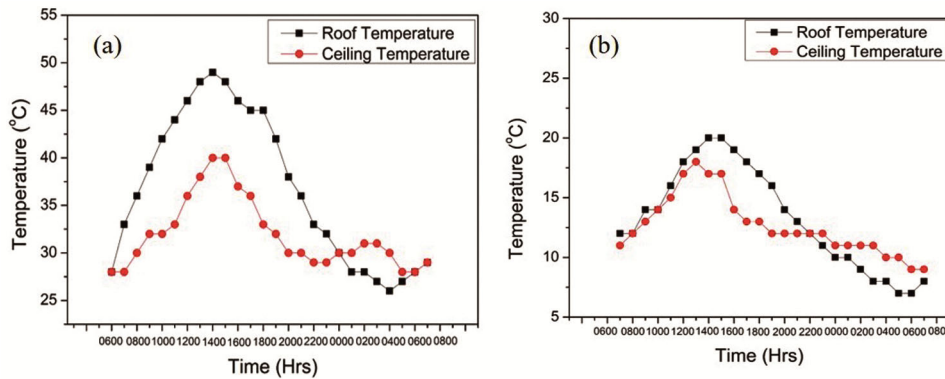 (a)
Roof Temperature
Ceiling Temperature
55
50
45
40
35
30
25
Temperature (°C)
0600 0800 1000 1200 1400 1600 1800 2000 2200 0000 0200 0400 0600 0800
Time (Hrs)
(b)
Roof Temperature
Ceiling Temperature
30
25
20
15
10
5
Temperature (°C)
0600 0800 1000 1200 1400 1600 1800 2000 2200 0000 0200 0400 0600 080
Time (Hrs)